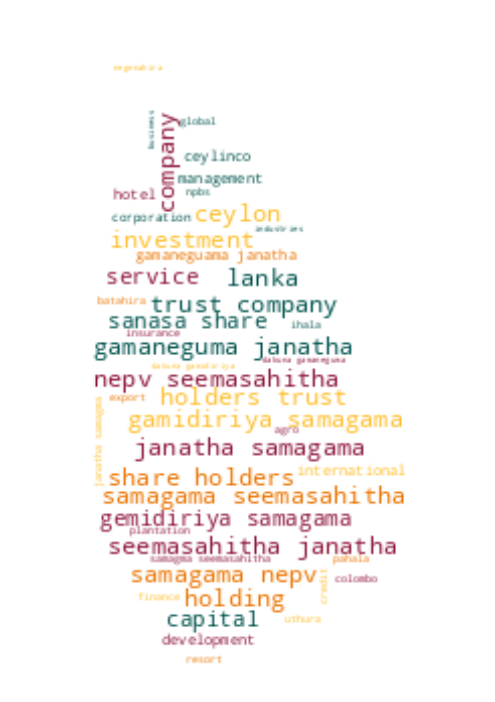 business
company
global
ceylinco
management
hotel npbs
corporation ceylon
industries
investment
gamaneguama janatha
service lanka
batahira trust company
sanasa share ihala
insurance
gamaneguma janatha
dakuna gamaneguma
dakuna gamidiriya
nepv seemasahitha
export holders trust
janatha samagama
gamidiriya samagama
agro
janatha samagama
share holders international
samagama seemasahitha
gemidiriya samagama
plantation
seemasahitha janatha
samagma seemasahitha pahala
samagama nepv credit colombo
finance holding
capital uthura
development
resort